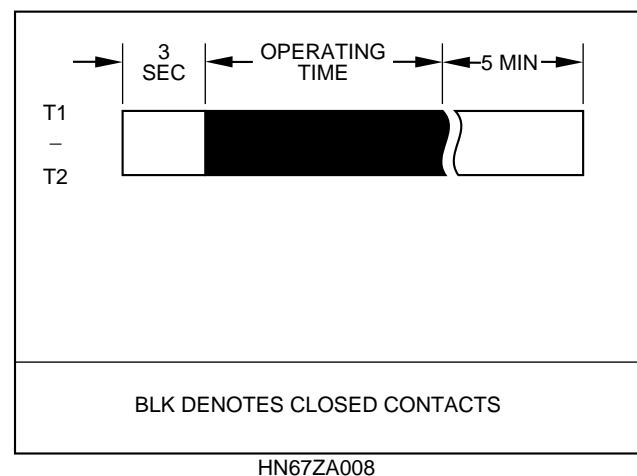 3
SEC
OPERATING
TIME
5 MIN
T1
–
T2
BLK DENOTES CLOSED CONTACTS
HN67ZA008